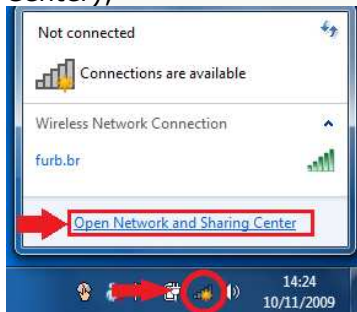 Not connected
Connections are available
Wireless Network Connection
furb.br
Open Network and Sharing Center
14:24
10/11/2009